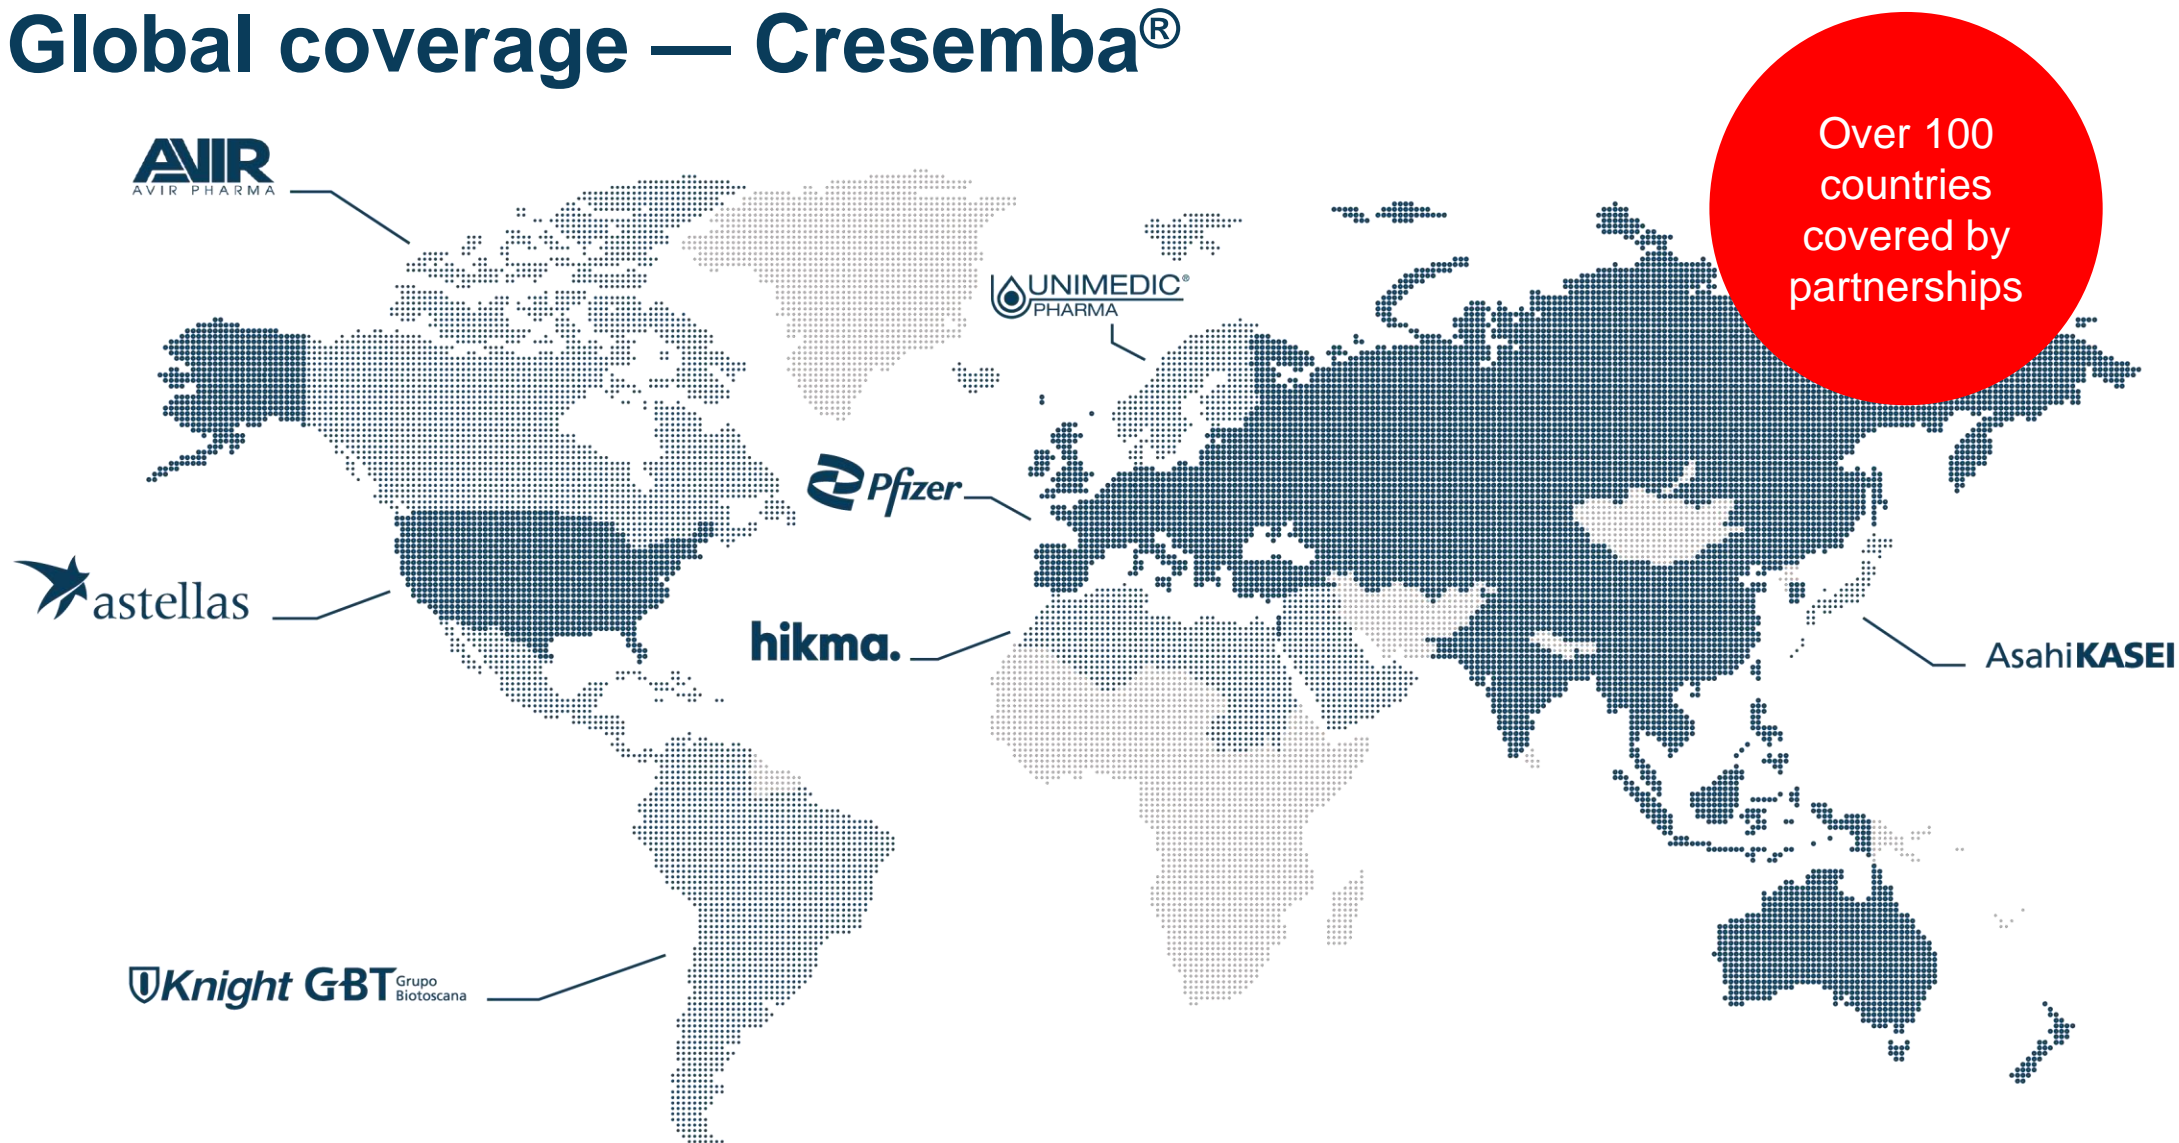 Global coverage — Cresemba®
Over 100
countries
covered by
partnerships
AVIR
AVIR PHARMA
UNIMEDIC®
PHARMA
Pfizer
astellas
hikma.
AsahiKASEI
Knight GBT Grupo
Biotoscana